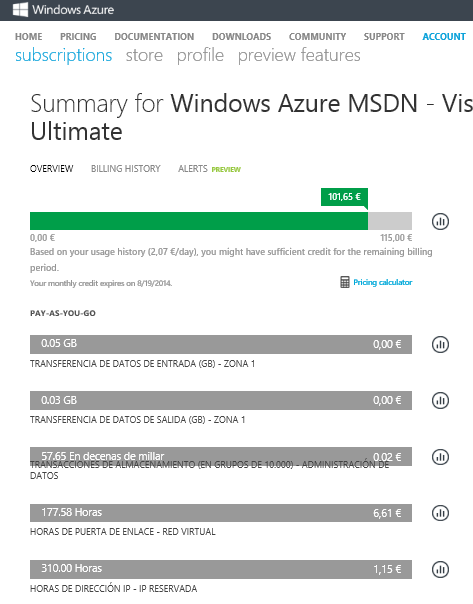 Windows Azure
HOME PRICING DOCUMENTATION DOWNLOADS COMMUNITY SUPPORT ACCOUNT
subscriptions store profile preview features
Summary for Windows Azure MSDN - Vis
Ultimate
OVERVIEW BILLING HISTORY ALERTS PREVIEW
101,65 €
0,00 € 115,00 €
Based on your usage history (2,07 €/day), you might have sufficient credit for the remaining billing
period.
Your monthly credit expires on 8/19/2014. Pricing calculator
PAY-AS-YOU-GO
0.05 GB 0,00 €
TRANSFERENCIA DE DATOS DE ENTRADA (GB) - ZONA 1
0.03 GB 0,00 €
TRANSFERENCIA DE DATOS DE SALIDA (GB) - ZONA 1
57.65 En decenas de millar 0,02 €
TRANSACCIONES DE ALMACENAMIENTO (EN GRUPOS DE 10.000) - ADMINISTRACIÓN DE
DATOS
177.58 Horas 6,61 €
HORAS DE PUERTA DE ENLACE - RED VIRTUAL
310.00 Horas 1,15 €
HORAS DE DIRECCIÓN IP - IP RESERVADA